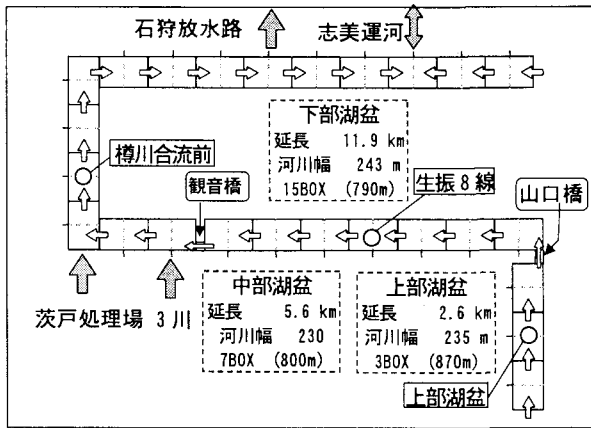 石狩放水路
志美運河
下部湖盆
延長 11.9 km
河川幅 243 m
15BOX (790m)
樽川合流前
観音橋
生振8線
山口橋
茨戸処理場
3川
中部湖盆
延長 5.6 km
河川幅 230
7BOX (800m)
上部湖盆
延長 2.6 km
河川幅 235 m
3BOX (870m)
上部湖盆